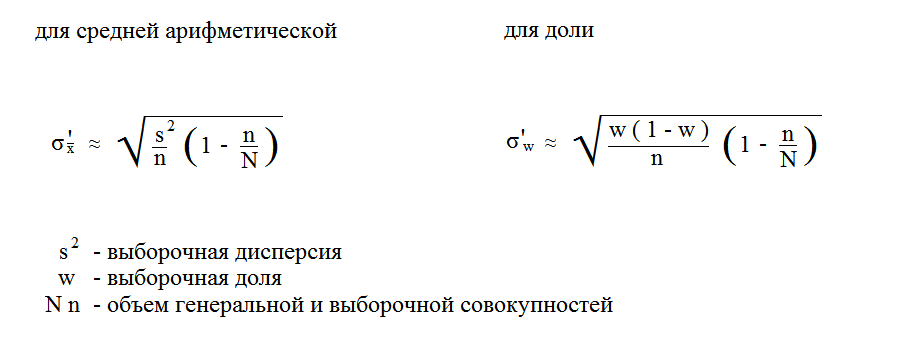 для средней арифметической
для доли
σ'x̄ ≈ √(s²/n (1 - n/N))
σ'w ≈ √(w ( 1 - w )/n (1 - n/N))
s² - выборочная дисперсия
w - выборочная доля
N n - объем генеральной и выборочной совокупностей